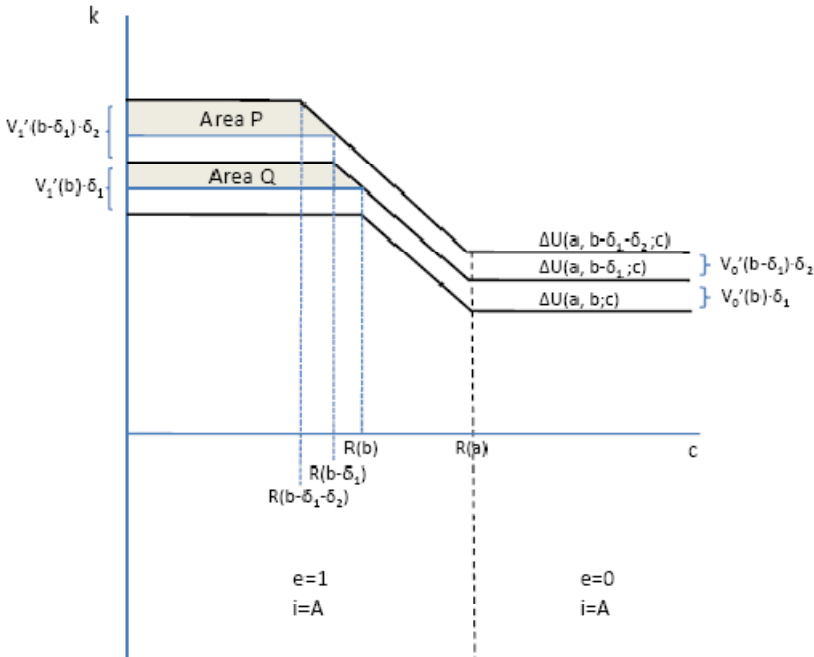 k
Area P
V₁'(b-δ₁)·δ₂
Area Q
V₁'(b)·δ₁
ΔU(a, b-δ₁-δ₂;c)
ΔU(a, b-δ₁;c)
V₀'(b-δ₁)·δ₂
ΔU(a, b;c)
V₀'(b)·δ₁
R(b)
R(a)
c
R(b-δ₁)
R(b-δ₁-δ₂)
e=1
e=0
i=A
i=A